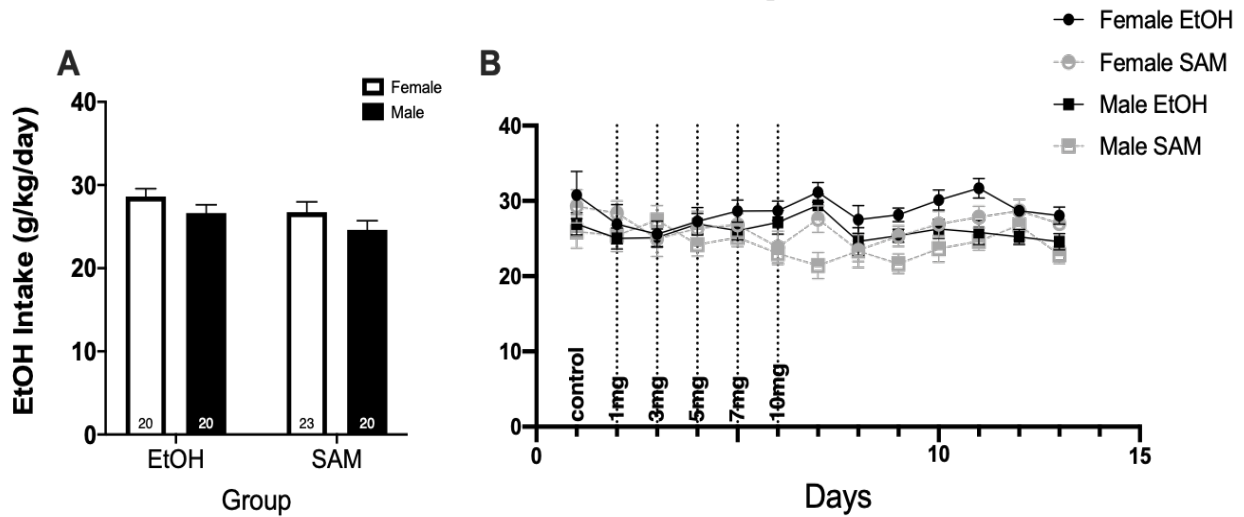 A
Female
Male
EtOH Intake (g/kg/day)
40
30
20
10
0
20
20
23
20
EtOH
SAM
Group
B
Female EtOH
Female SAM
Male EtOH
Male SAM
40
30
20
10
0
control
1mg
3mg
5mg
7mg
10mg
0
10
15
Days